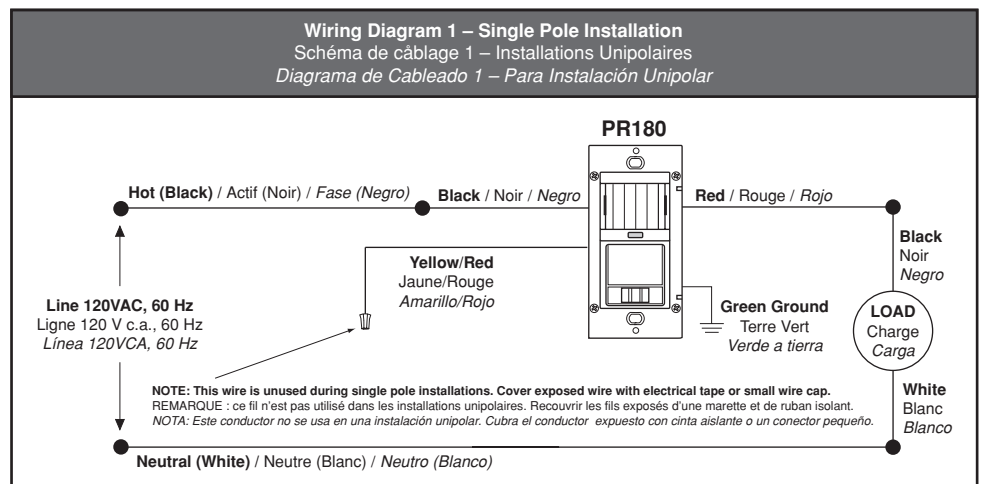 Wiring Diagram 1 – Single Pole Installation
Schéma de câblage 1 – Installations Unipolaires
Diagrama de Cableado 1 – Para Instalación Unipolar
PR180
Hot (Black) / Actif (Noir) / Fase (Negro)
Black / Noir / Negro
Red / Rouge / Rojo
Black
Noir
Negro
Yellow/Red
Jaune/Rouge
Amarillo/Rojo
Line 120VAC, 60 Hz
Ligne 120 V c.a., 60 Hz
Línea 120VCA, 60 Hz
Green Ground
Terre Vert
Verde a tierra
LOAD
Charge
Carga
White
Blanc
Blanco
NOTE: This wire is unused during single pole installations. Cover exposed wire with electrical tape or small wire cap.
REMARQUE : ce fil n'est pas utilisé dans les installations unipolaires. Recouvrir les fils exposés d'une marette et de ruban isolant.
NOTA: Este conductor no se usa en una instalación unipolar. Cubra el conductor expuesto con cinta aislante o un conector pequeño.
Neutral (White) / Neutre (Blanc) / Neutro (Blanco)